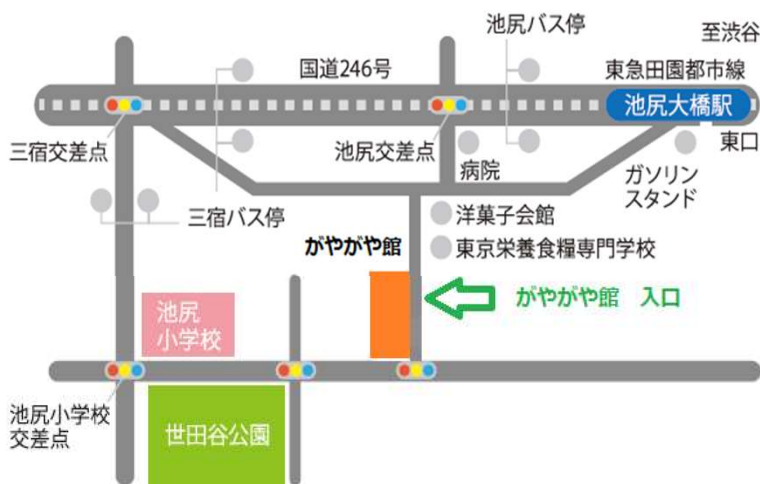 池尻バス停
至渋谷
国道246号
東急田園都市線
池尻大橋駅
三宿交差点
池尻交差点
東口
病院
ガソリン
スタンド
三宿バス停
洋菓子会館
がやがや館
東京栄養食糧専門学校
がやがや館　入口
池尻
小学校
池尻小学校
交差点
世田谷公園